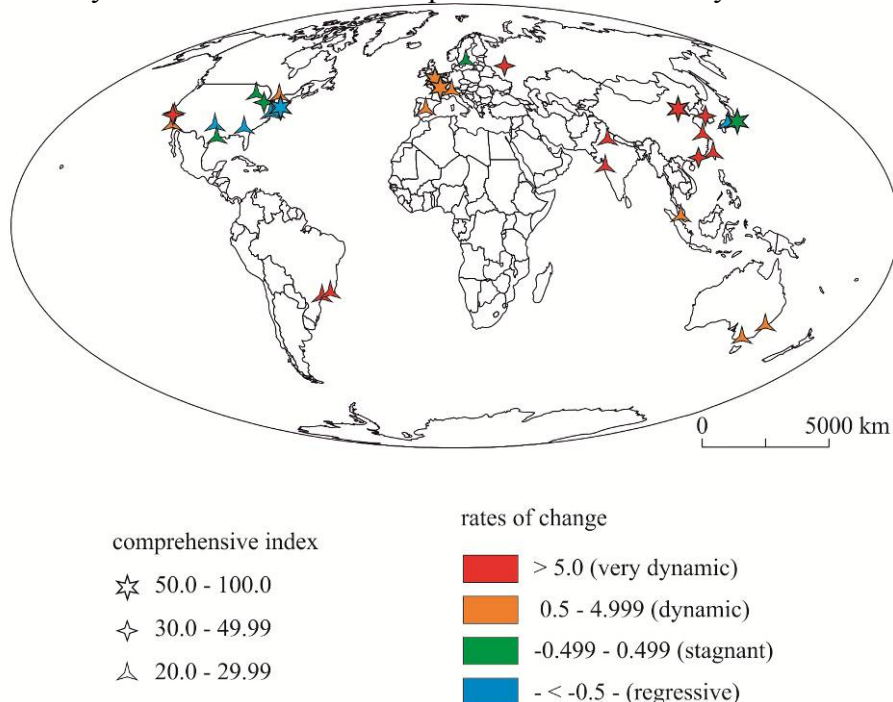 0 5000 km
rates of change
comprehensive index
> 5.0 (very dynamic)
50.0 - 100.0
0.5 - 4.999 (dynamic)
30.0 - 49.99
-0.499 - 0.499 (stagnant)
20.0 - 29.99
- < -0.5 - (regressive)